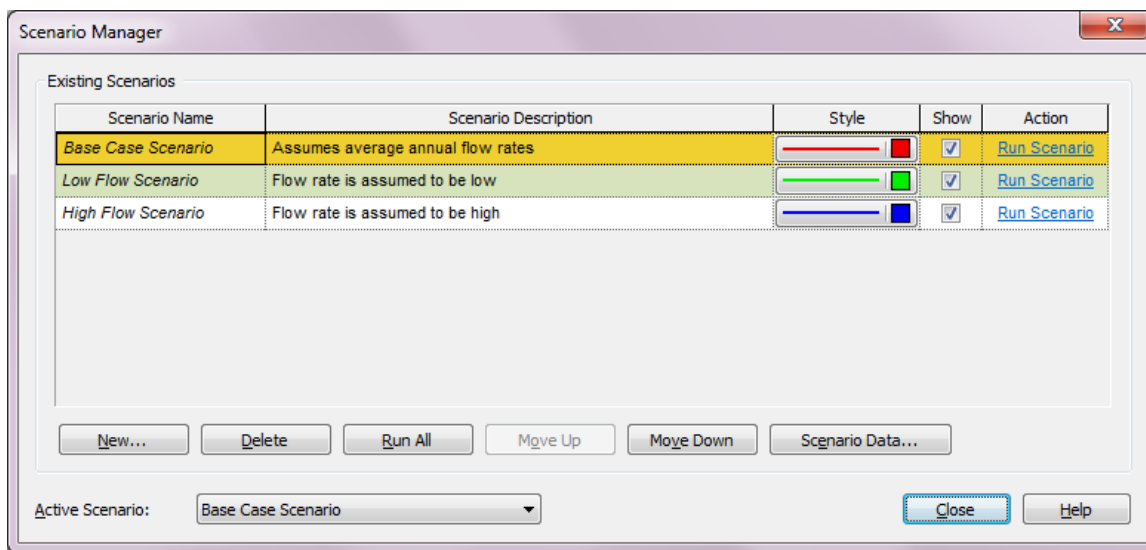 Scenario Manager
Existing Scenarios
Scenario Name Scenario Description Style Show Action
Base Case Scenario Assumes average annual flow rates Run Scenario
Low Flow Scenario Flow rate is assumed to be low Run Scenario
High Flow Scenario Flow rate is assumed to be high Run Scenario
New... Delete Run All Move Up Move Down Scenario Data...
Active Scenario: Base Case Scenario Close Help